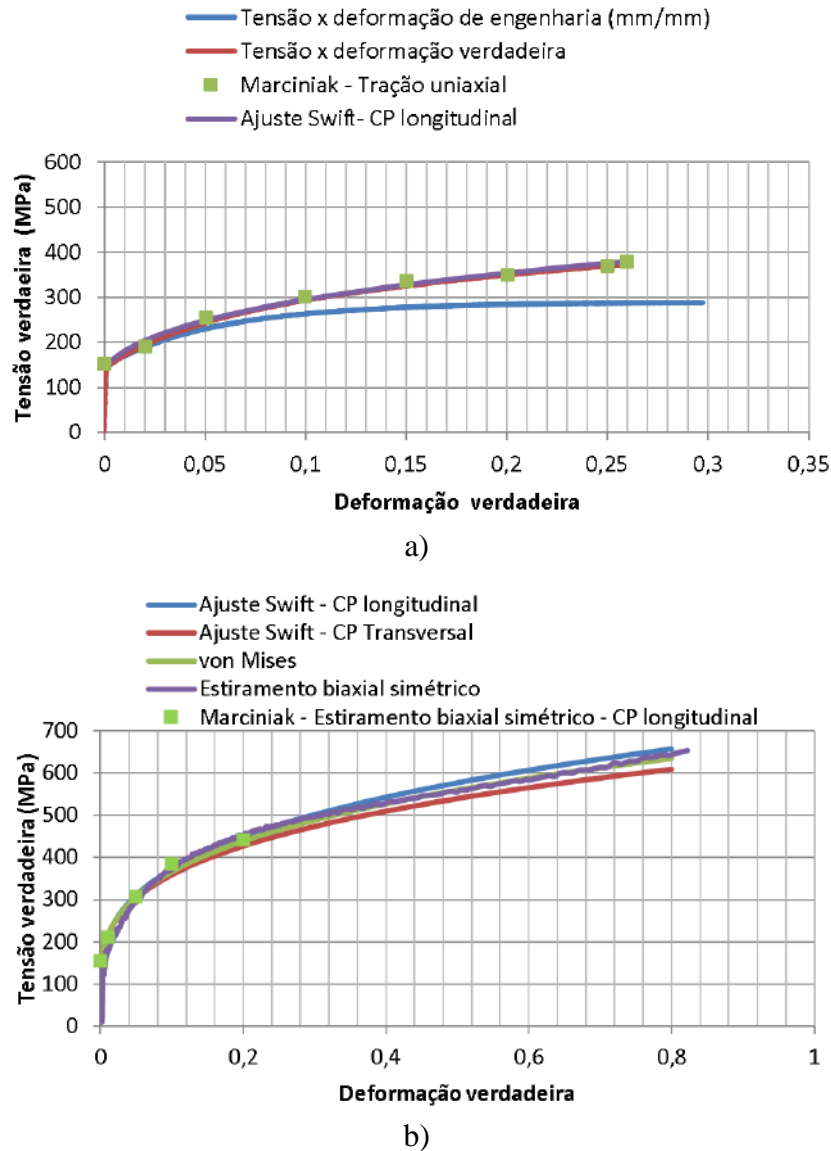 Tensão x deformação de engenharia (mm/mm)
Tensão x deformação verdadeira
Marciniak - Tração uniaxial
Ajuste Swift- CP longitudinal
600
500
400
300
200
100
0
Tensão verdaeira (MPa)
0 0,05 0,1 0,15 0,2 0,25 0,3 0,35
Deformação verdadeira
a)
Ajuste Swift - CP longitudinal
Ajuste Swift - CP Transversal
von Mises
Estiramento biaxial simétrico
Marciniak - Estiramento biaxial simétrico - CP longitudinal
700
600
500
400
300
200
100
0
Tensão verdadeira (MPa)
0 0,2 0,4 0,6 0,8 1
Deformação verdadeira
b)